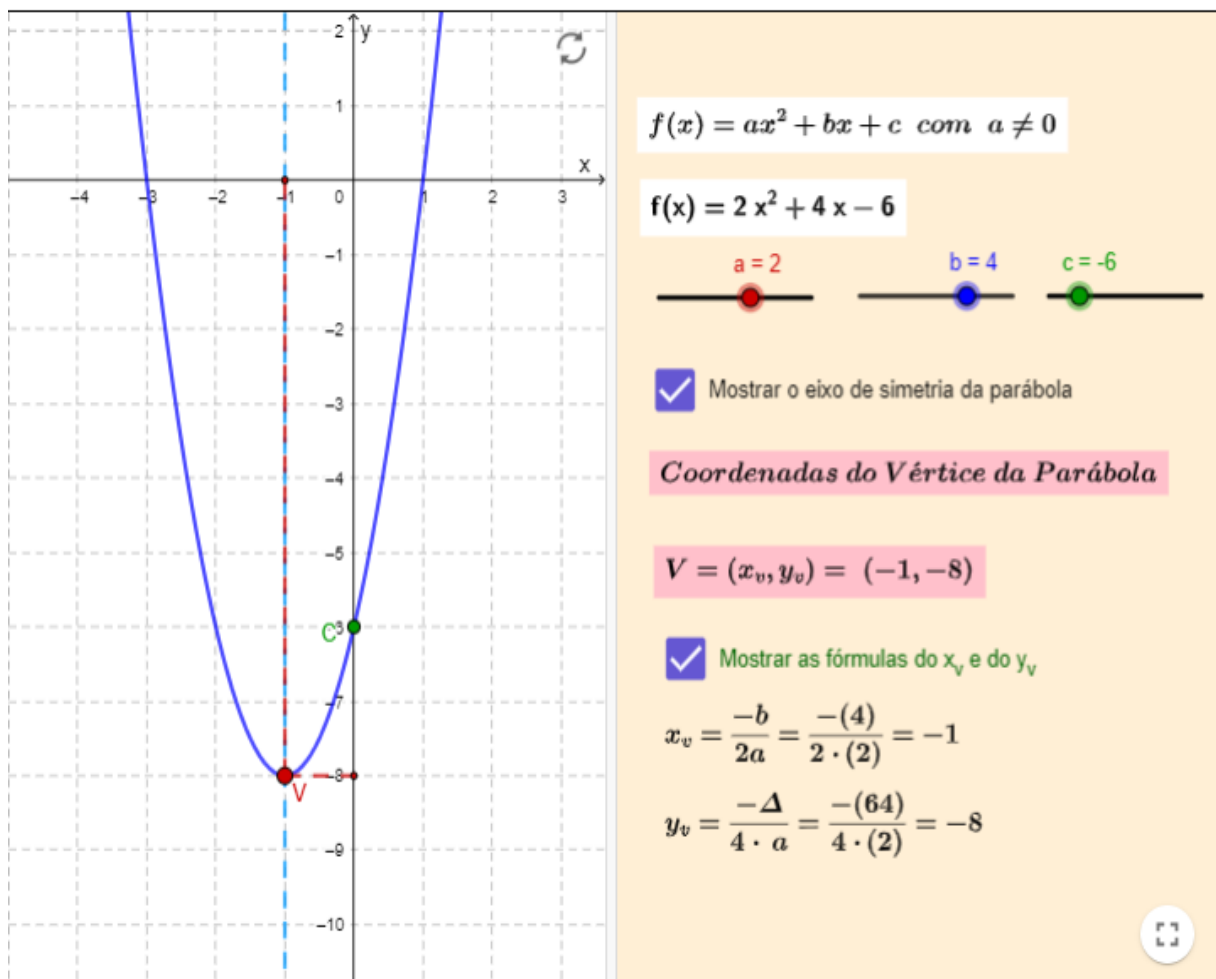 2
y
1
x
−4
−3
−2
−1
0
1
2
3
−1
−2
−3
−4
−5
C
−7
−8
V
−9
−10
f(x) = ax² + bx + c com a ≠ 0
f(x) = 2 x² + 4 x − 6
a = 2
b = 4
c = -6
Mostrar o eixo de simetria da parábola
Coordenadas do Vértice da Parábola
V = (xᵥ, yᵥ) = (−1, −8)
Mostrar as fórmulas do xᵥ e do yᵥ
xᵥ = −b / 2a = −(4) / 2 · (2) = −1
yᵥ = −Δ / 4 · a = −(64) / 4 · (2) = −8